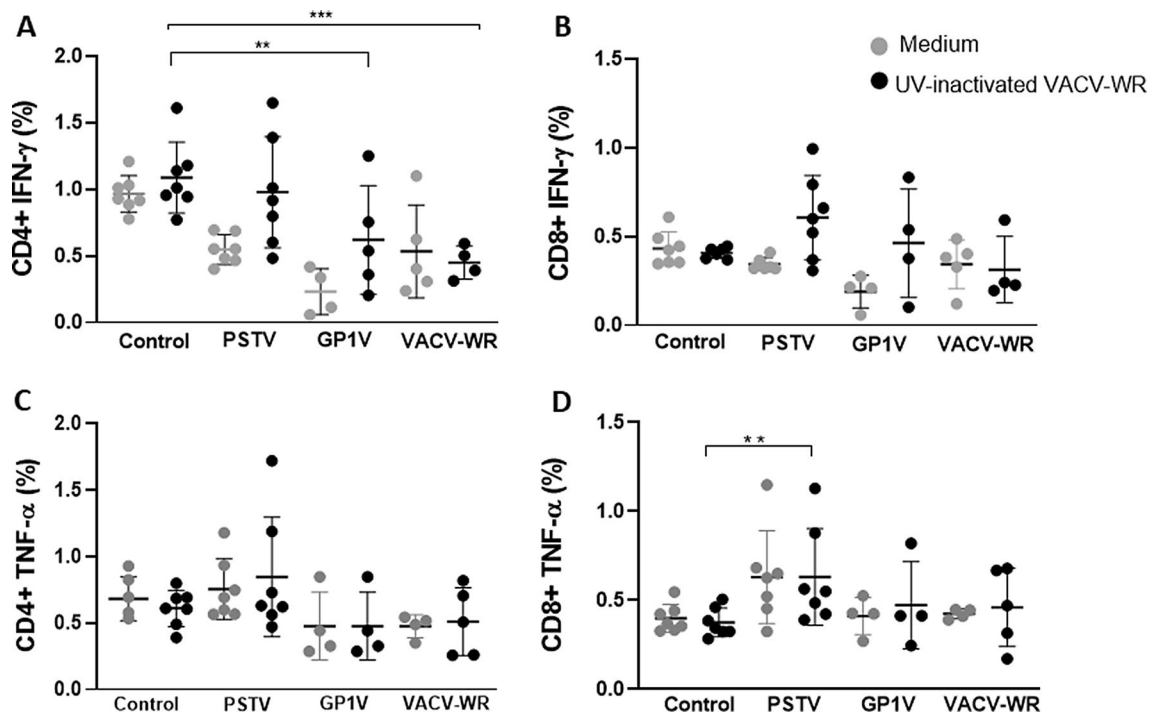 A
***
**
CD4+ IFN-γ (%)
2.0
1.5
1.0
0.5
0.0
Control PSTV GP1V VACV-WR
B
Medium
UV-inactivated VACV-WR
CD8+ IFN-γ (%)
1.5
1.0
0.5
0.0
Control PSTV GP1V VACV-WR
C
CD4+ TNF-α (%)
2.0
1.5
1.0
0.5
0.0
Control PSTV GP1V VACV-WR
D
**
CD8+ TNF-α (%)
1.5
1.0
0.5
0.0
Control PSTV GP1V VACV-WR